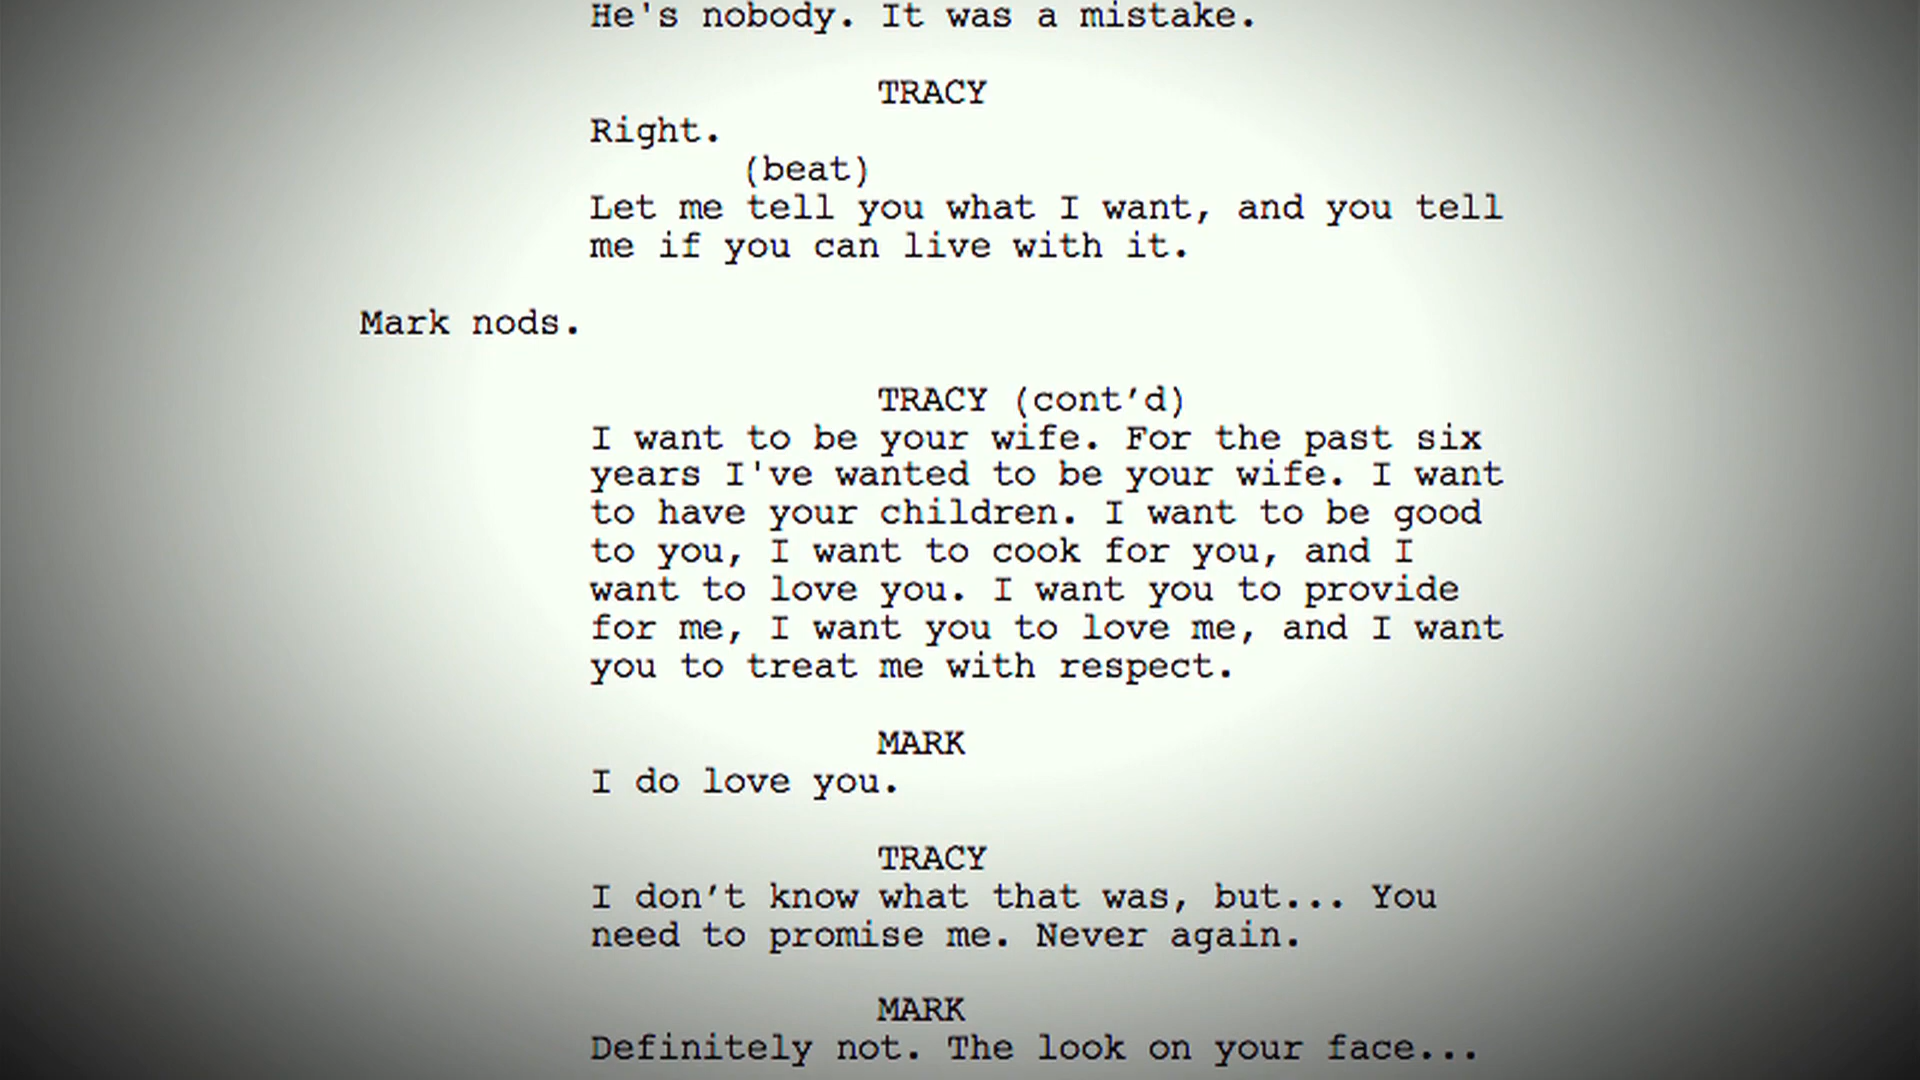 He's nobody. It was a mistake.
TRACY
Right.
(beat)
Let me tell you what I want, and you tell
me if you can live with it.
Mark nods.
TRACY (cont’d)
I want to be your wife. For the past six
years I've wanted to be your wife. I want
to have your children. I want to be good
to you, I want to cook for you, and I
want to love you. I want you to provide
for me, I want you to love me, and I want
you to treat me with respect.
MARK
I do love you.
TRACY
I don’t know what that was, but... You
need to promise me. Never again.
MARK
Definitely not. The look on your face...